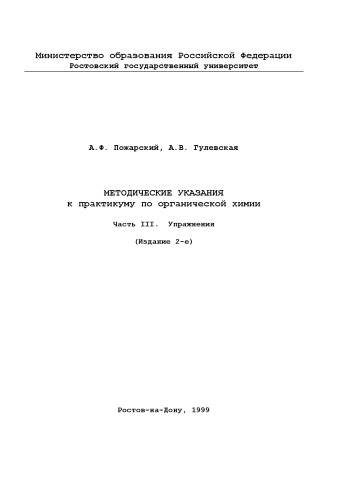 Министерство образования Российской Федерации
Ростовский государственный университет
А.Ф. Пожарский, А.В. Гулевская
МЕТОДИЧЕСКИЕ УКАЗАНИЯ
к практикуму по органической химии
Часть III. Упражнения
(Издание 2-е)
Ростов-на-Дону, 1999